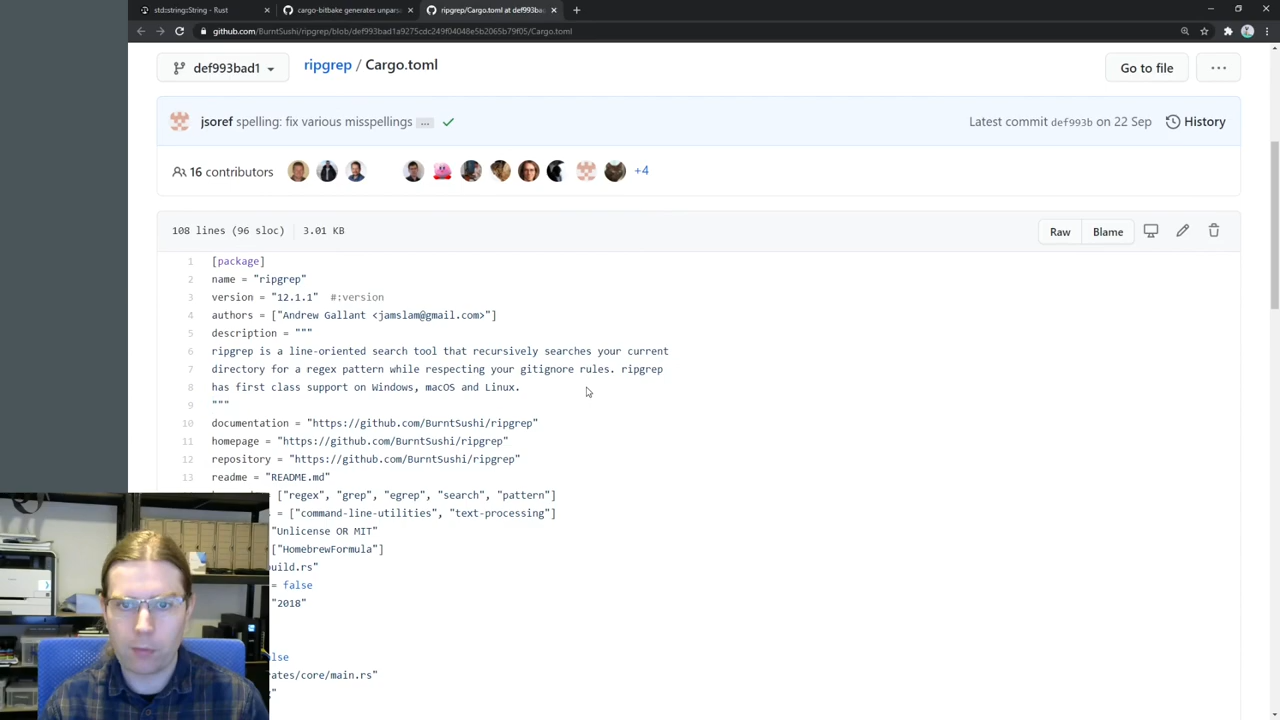 std::string::String - Rust
cargo-bitbake generates unpars
ripgrep/Cargo.toml at def993ba
github.com/BurntSushi/ripgrep/blob/def993bad1a9275cdc249f04048e5b2065b79f05/Cargo.toml
def993bad1
ripgrep / Cargo.toml
Go to file
...
jsoref spelling: fix various misspellings ...
Latest commit def993b on 22 Sep
History
16 contributors
+4
108 lines (96 sloc)
3.01 KB
Raw
Blame
1 [package]
2 name = "ripgrep"
3 version = "12.1.1" #:version
4 authors = ["Andrew Gallant <jamslam@gmail.com>"]
5 description = """
6 ripgrep is a line-oriented search tool that recursively searches your current
7 directory for a regex pattern while respecting your gitignore rules. ripgrep
8 has first class support on Windows, macOS and Linux.
9 """
10 documentation = "https://github.com/BurntSushi/ripgrep"
11 homepage = "https://github.com/BurntSushi/ripgrep"
12 repository = "https://github.com/BurntSushi/ripgrep"
13 readme = "README.md"
["regex", "grep", "egrep", "search", "pattern"]
= ["command-line-utilities", "text-processing"]
"Unlicense OR MIT"
["HomebrewFormula"]
uild.rs"
= false
"2018"
lse
ates/core/main.rs"
"